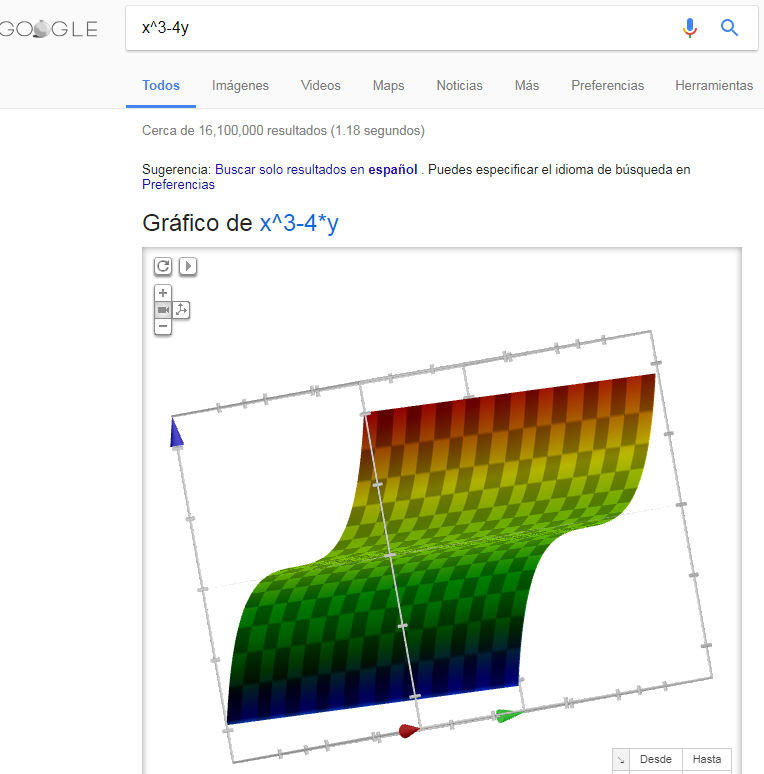 GOOGLE
x^3-4y
Todos Imágenes Videos Maps Noticias Más Preferencias Herramientas
Cerca de 16,100,000 resultados (1.18 segundos)
Sugerencia: Buscar solo resultados en español . Puedes especificar el idioma de búsqueda en
Preferencias
Gráfico de x^3-4*y
Desde Hasta